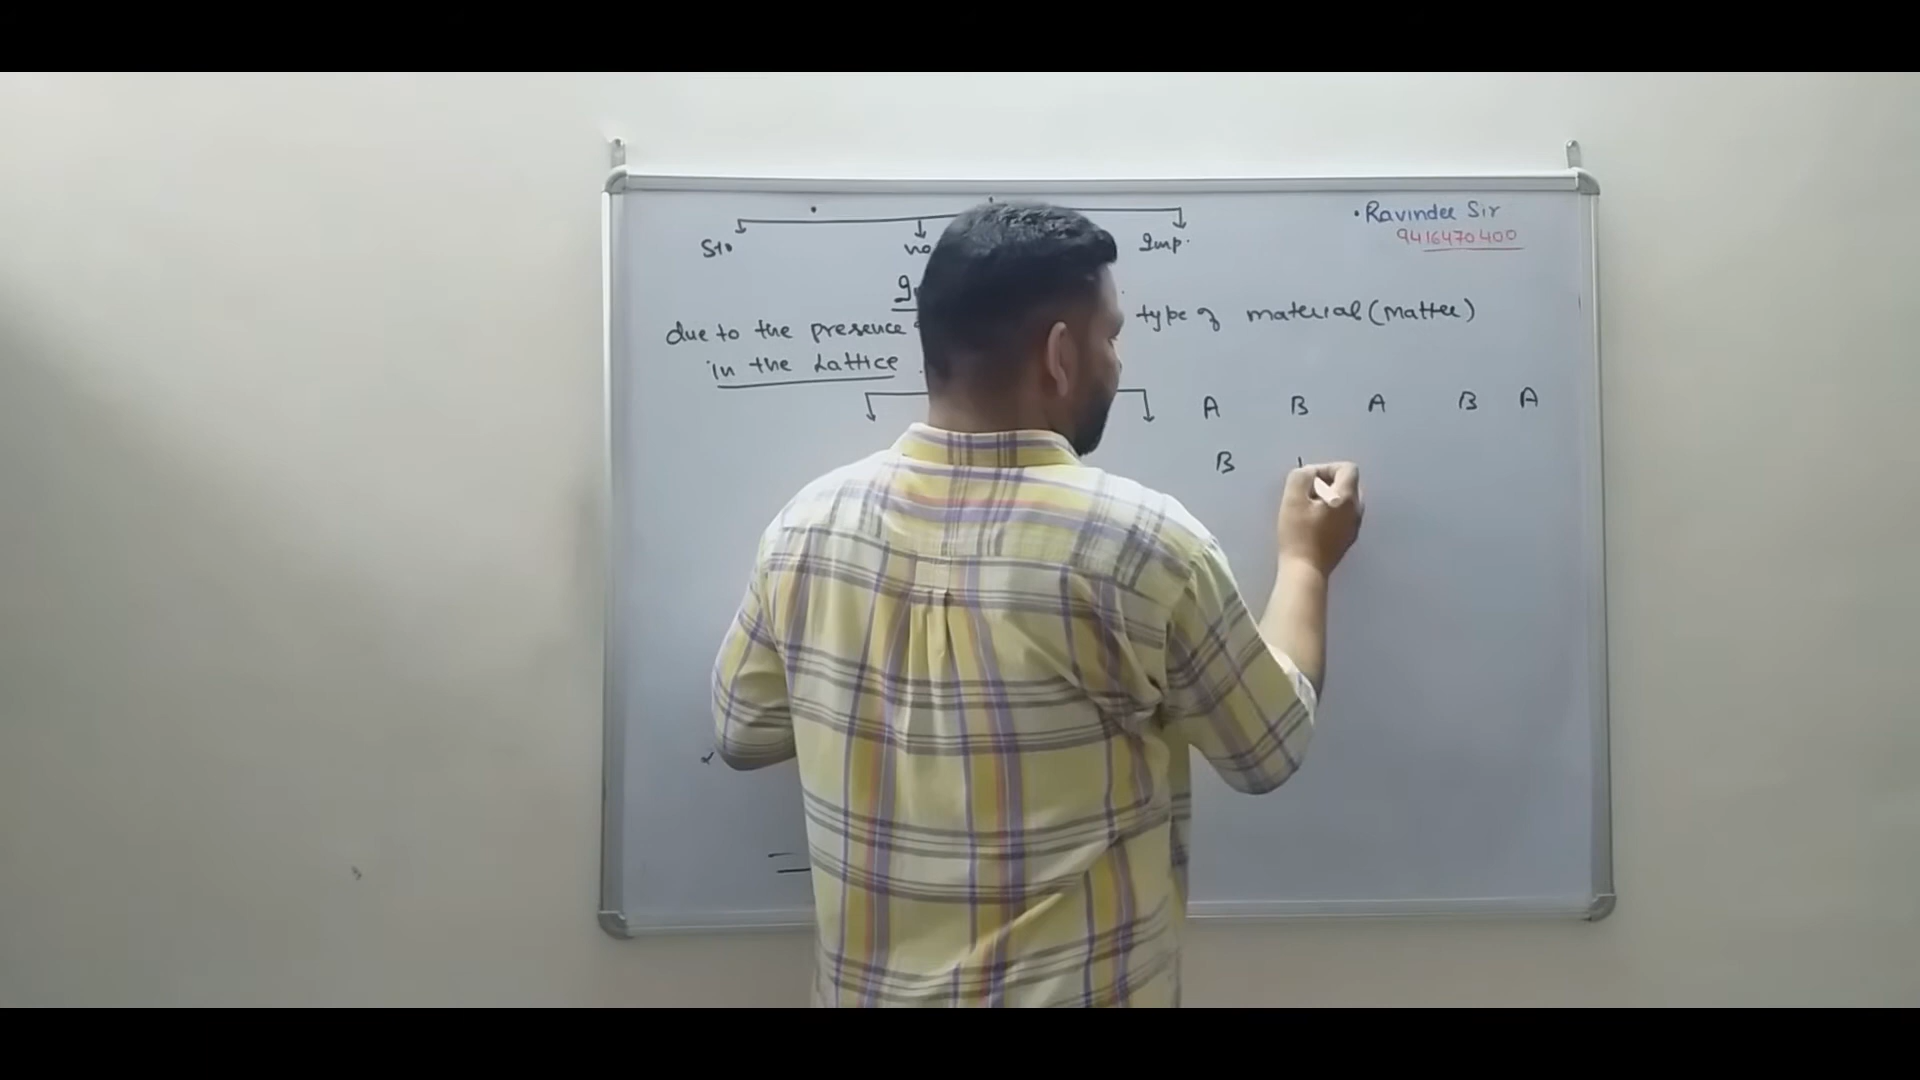 • Ravinder Sir
9416470400
Sto
no
Imp.
due to the presence
type of material (matter)
in the Lattice
A B A B A
B